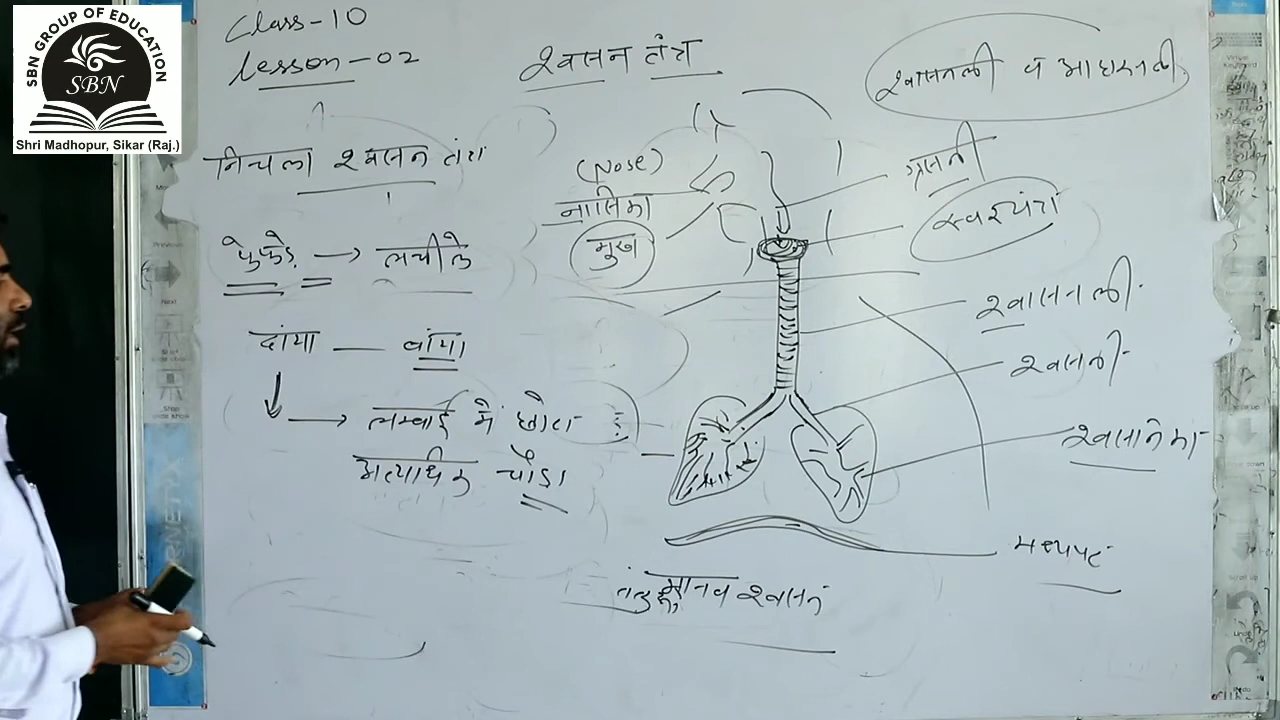 SBN GROUP OF EDUCATION
SBN
Shri Madhopur, Sikar (Raj.)
Class-10
Lesson-02
श्वसन तंत्र
श्वासनली व आहारनली
निचला श्वसन तंत्र
फेफड़े → लचीले
दांया — बांया
→ लम्बाई में छोटा
अत्याधिक चौडा
(Nose)
नासिका
मुख
ग्रसनी
स्वरयंत्र
श्वासनली
श्वसनी
श्वसनिका
मध्यपट
मानव श्वसन